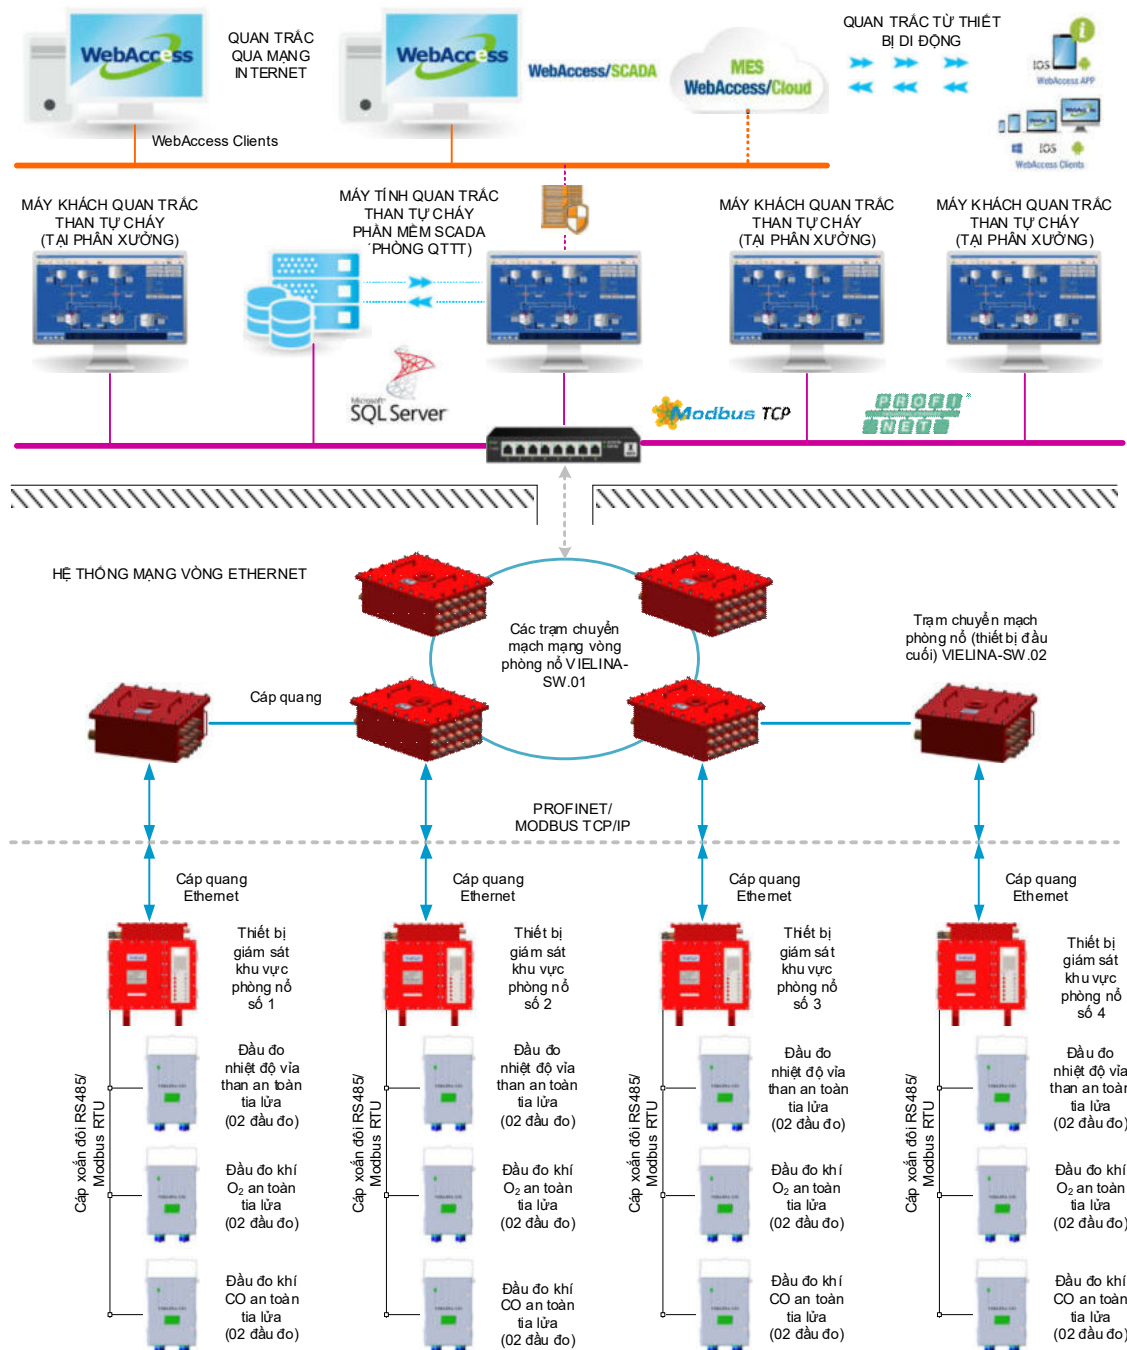 WebAccess
QUAN TRẮC
QUA MẠNG
INTERNET
WebAccess
WebAccess/SCADA
MES
WebAccess/Cloud
QUAN TRẮC TỪ THIẾT
BỊ DI ĐỘNG
IOS
WebAccess APP
IOS
WebAccess Clients
WebAccess Clients
MÁY KHÁCH QUAN TRẮC
THAN TỰ CHÁY
(TẠI PHÂN XƯỞNG)
MÁY TÍNH QUAN TRẮC
THAN TỰ CHÁY
PHẦN MỀM SCADA
PHÒNG QTTT)
MÁY KHÁCH QUAN TRẮC
THAN TỰ CHÁY
(TẠI PHÂN XƯỞNG)
MÁY KHÁCH QUAN TRẮC
THAN TỰ CHÁY
(TẠI PHÂN XƯỞNG)
Microsoft
SQL Server
Modbus TCP
PROFI
NET
HỆ THỐNG MẠNG VÒNG ETHERNET
Các trạm chuyển
mạch mạng vòng
phòng nổ VIELINA-
SW.01
Trạm chuyển mạch
phòng nổ (thiết bị đầu
cuối) VIELINA-SW.02
Cáp quang
PROFINET/
MODBUS TCP/IP
Cáp quang
Ethernet
Cáp quang
Ethernet
Cáp quang
Ethernet
Cáp quang
Ethernet
Thiết bị
giám sát
khu vực
phòng nổ
số 1
Thiết bị
giám sát
khu vực
phòng nổ
số 2
Thiết bị
giám sát
khu vực
phòng nổ
số 3
Thiết bị
giám sát
khu vực
phòng nổ
số 4
Cáp xoắn đôi RS485/
Modbus RTU
Đầu đo
nhiệt độ vỉa
than an toàn
tia lửa
(02 đầu đo)
Đầu đo khí
O₂ an toàn
tia lửa
(02 đầu đo)
Đầu đo khí
CO an toàn
tia lửa
(02 đầu đo)
Cáp xoắn đôi RS485/
Modbus RTU
Đầu đo
nhiệt độ vỉa
than an toàn
tia lửa
(02 đầu đo)
Đầu đo khí
O₂ an toàn
tia lửa
(02 đầu đo)
Đầu đo khí
CO an toàn
tia lửa
(02 đầu đo)
Cáp xoắn đôi RS485/
Modbus RTU
Đầu đo
nhiệt độ vỉa
than an toàn
tia lửa
(02 đầu đo)
Đầu đo khí
O₂ an toàn
tia lửa
(02 đầu đo)
Đầu đo khí
CO an toàn
tia lửa
(02 đầu đo)
Cáp xoắn đôi RS485/
Modbus RTU
Đầu đo
nhiệt độ vỉa
than an toàn
tia lửa
(02 đầu đo)
Đầu đo khí
O₂ an toàn
tia lửa
(02 đầu đo)
Đầu đo khí
CO an toàn
tia lửa
(02 đầu đo)